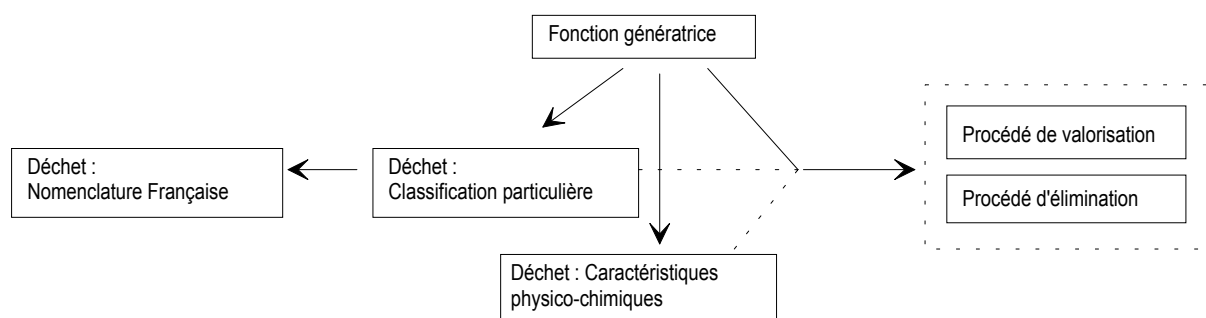 Fonction génératrice
Procédé de valorisation
Déchet :
Nomenclature Française
Déchet :
Classification particulière
Procédé d'élimination
Déchet : Caractéristiques
physico-chimiques